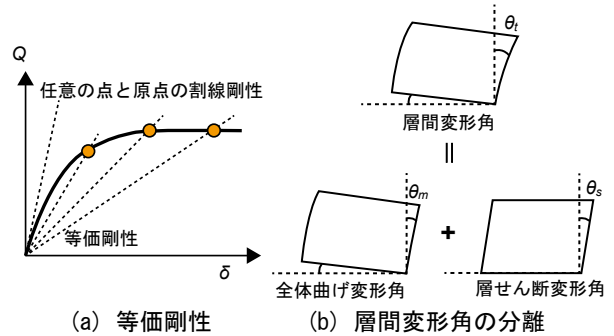 Q
任意の点と原点の割線剛性
等価剛性
δ
(a) 等価剛性
θt
層間変形角
=
θm
+
θs
全体曲げ変形角
層せん断変形角
(b) 層間変形角の分離